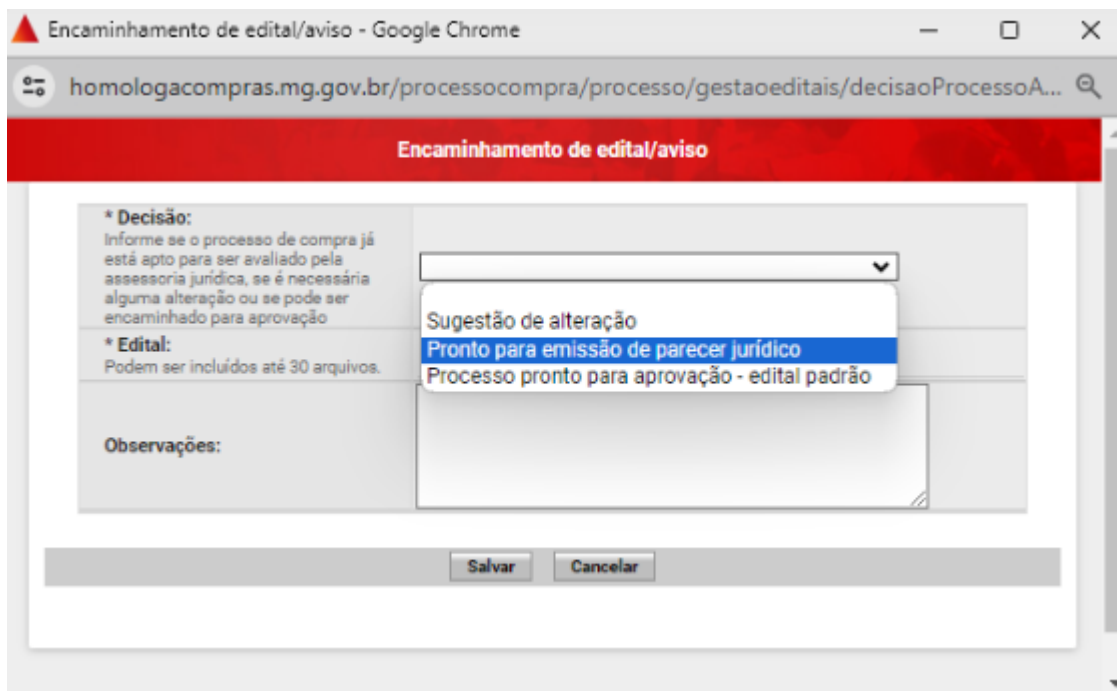 Encaminhamento de edital/aviso - Google Chrome
homologacompras.mg.gov.br/processocompra/processo/gestaoeditais/decisaoProcessoA...
Encaminhamento de edital/aviso
* Decisão:
Informe se o processo de compra já
está apto para ser avaliado pela
assessoria jurídica, se é necessária
alguma alteração ou se pode ser
encaminhado para aprovação
Sugestão de alteração
Pronto para emissão de parecer jurídico
Processo pronto para aprovação - edital padrão
* Edital:
Podem ser incluídos até 30 arquivos.
Observações:
Salvar Cancelar